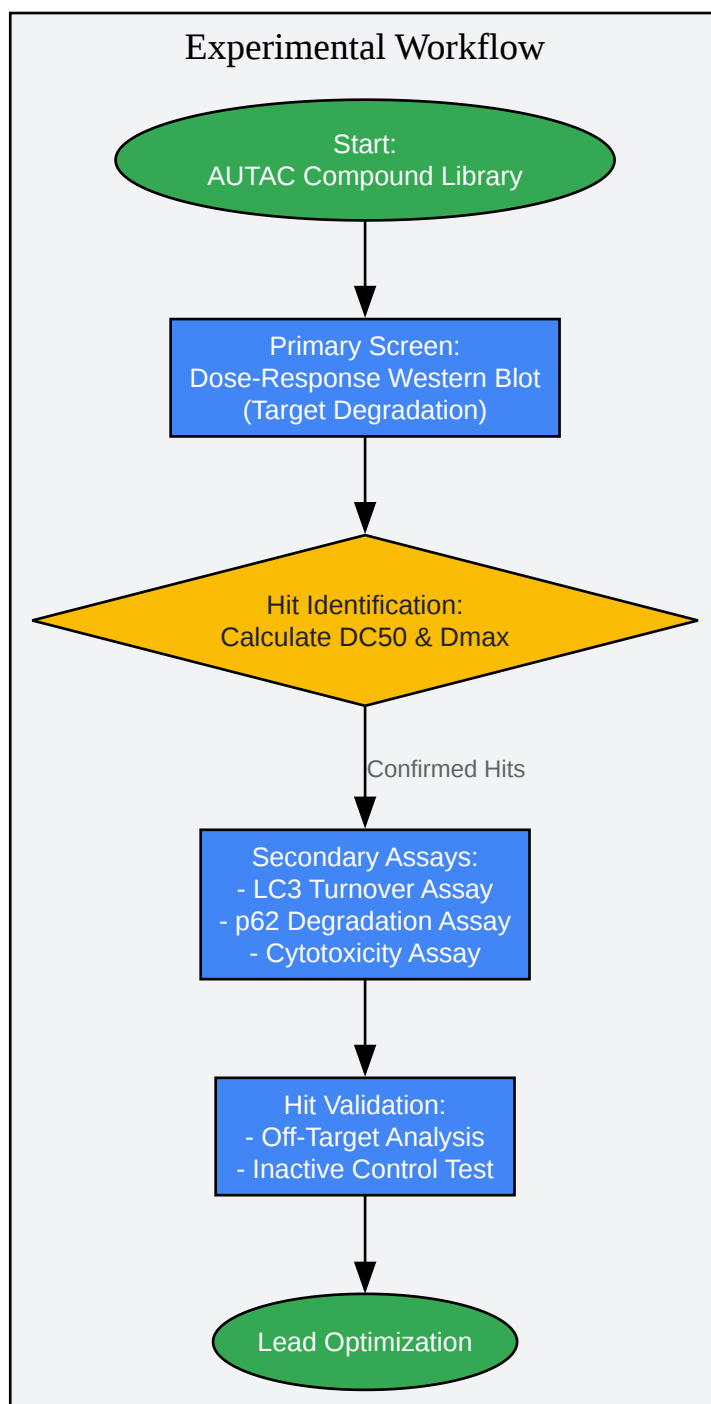 Experimental Workflow
Start:
AUTAC Compound Library
Primary Screen:
Dose-Response Western Blot
(Target Degradation)
Hit Identification:
Calculate DC50 & Dmax
Confirmed Hits
Secondary Assays:
- LC3 Turnover Assay
- p62 Degradation Assay
- Cytotoxicity Assay
Hit Validation:
- Off-Target Analysis
- Inactive Control Test
Lead Optimization